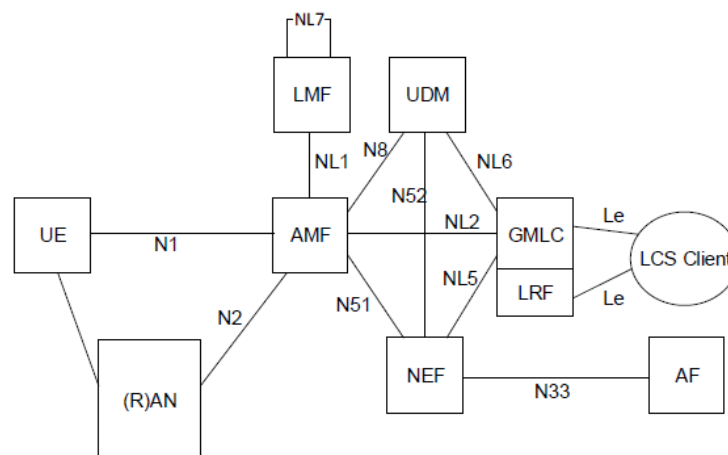 NL7
LMF
UDM
NL1
N8
NL6
N52
UE
N1
AMF
NL2
GMLC
Le
LCS Client
LRF
Le
N2
N51
NL5
(R)AN
NEF
N33
AF